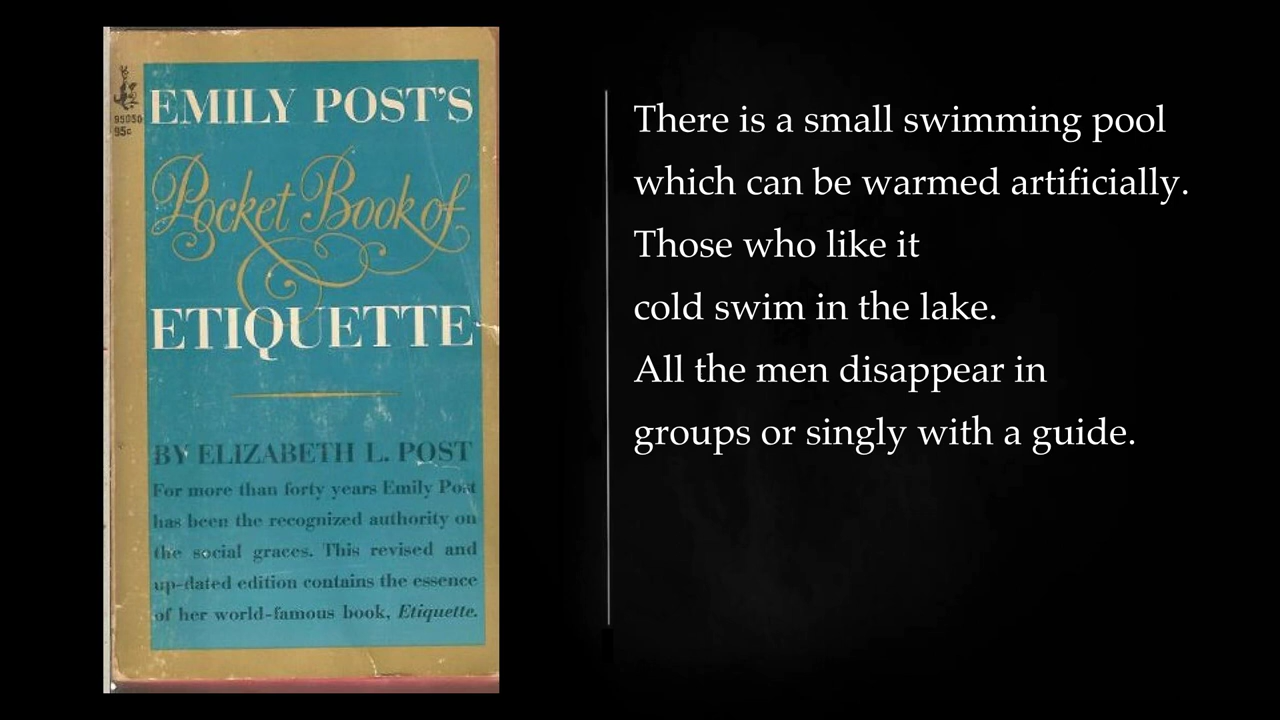 EMILY POST'S
95050
95c
Pocket Book of
ETIQUETTE
BY ELIZABETH L. POST
For more than forty years Emily Post
has been the recognized authority on
the social graces. This revised and
up-dated edition contains the essence
of her world-famous book, Etiquette.
There is a small swimming pool
which can be warmed artificially.
Those who like it
cold swim in the lake.
All the men disappear in
groups or singly with a guide.